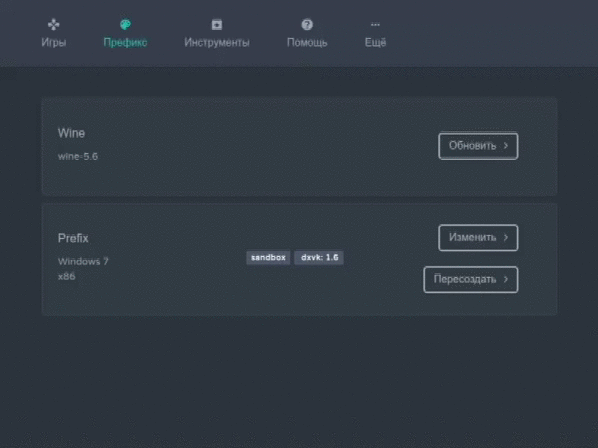 Игры
Префикс
Инструменты
Помощь
Ещё
Wine
wine-5.6
Обновить
Prefix
Windows 7
x86
sandbox
dxvk: 1.6
Изменить
Пересоздать